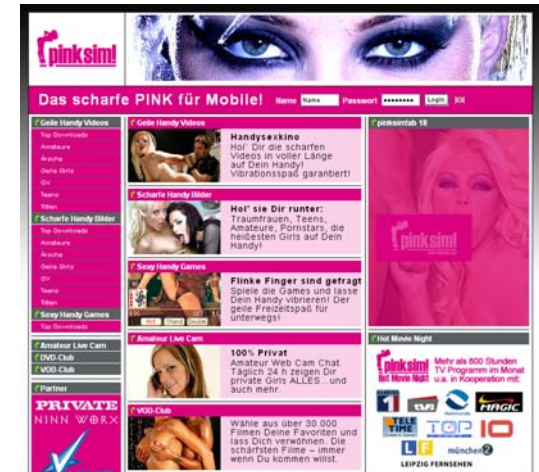 pinksim!
Das scharfe PINK für Mobile!
Name
Name
Passwort
Login
Geile Handy Videos
Top Downloads
Amateure
Ärsche
Geile Girls
GV
Teens
Titten
Scharfe Handy Bilder
Top Downloads
Amateure
Ärsche
Geile Girls
GV
Teens
Titten
Sexy Handy Games
Top Downloads
Amateur Live Cam
DVD-Club
VOD-Club
Partner
PRIVATE
NINN WORX
Geile Handy Videos
Handysexkino
Hol' Dir die scharfen
Videos in voller Länge
auf Dein Handy!
Vibrationsspaß garantiert!
Scharfe Handy Bilder
Hol' sie Dir runter:
Traumfrauen, Teens,
Amateure, Pornstars, die
heißesten Girls auf Dein
Handy!
Sexy Handy Games
Flinke Finger sind gefragt
Spiele die Games und lasse
Dein Handy vibrieren! Der
geile Freizeitspaß für
unterwegs!
Hit
Stand
Double
Amateur Live Cam
100% Privat
Amateur Web Cam Chat.
Täglich 24 h zeigen Dir
private Girls ALLES...und
auch mehr.
VOD-Club
Wähle aus über 30.000
Filmen Deine Favoriten und
lass Dich verwöhnen. Die
schärfsten Filme – immer
wenn Du kommen willst.
pinksimtab 18
pinksim!
Hot Movie Night
pinksim!
Hot Movie Night
Mehr als 800 Stunden
TV Programm im Monat
u.a. in Kooperation mit:
MAGIC
TELE
TIME
TOP 10
LF
münchen2
LEIPZIG FERNSEHEN